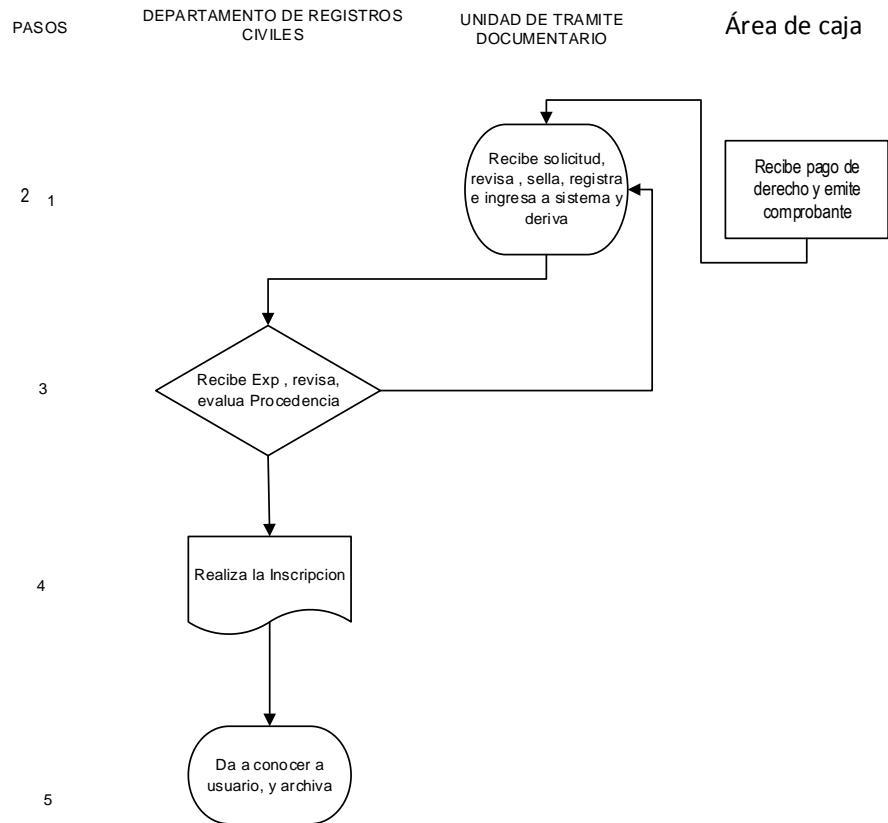 PASOS
DEPARTAMENTO DE REGISTROS
CIVILES
UNIDAD DE TRAMITE
DOCUMENTARIO
Área de caja
Recibe solicitud,
revisa , sella, registra
e ingresa a sistema y
deriva
Recibe pago de
derecho y emite
comprobante
2 1
3
Recibe Exp , revisa,
evalua Procedencia
4
Realiza la Inscripcion
Da a conocer a
usuario, y archiva
5